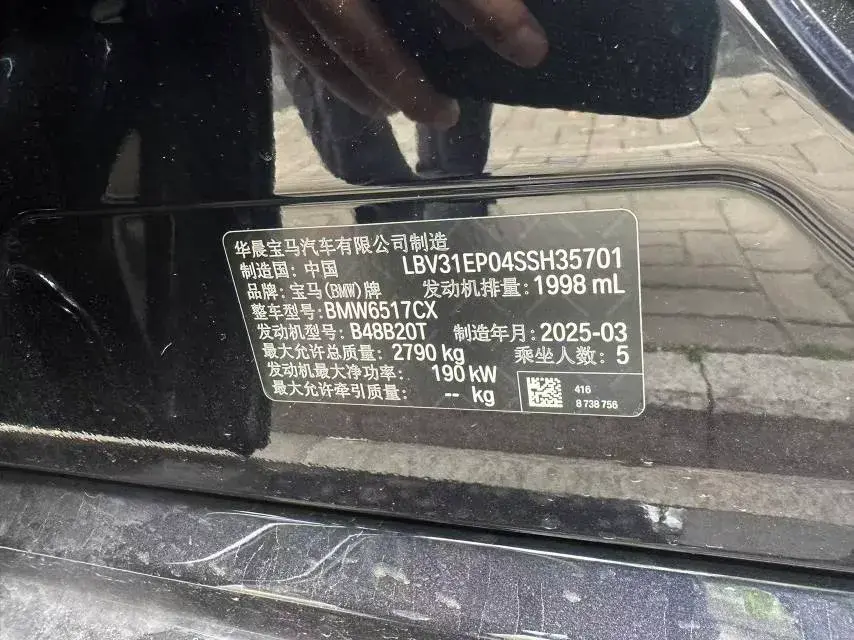 华晨宝马汽车有限公司制造
制造国: 中国 LBV31EP04SSH35701
品牌: 宝马(BMW)牌 发动机排量: 1998 mL
整车型号: BMW6517CX
发动机型号: B48B20T 制造年月: 2025-03
最大允许总质量: 2790 kg 乘坐人数: 5
发动机最大净功率: 190 kW
最大允许牵引质量: -- kg
416
8 738 756